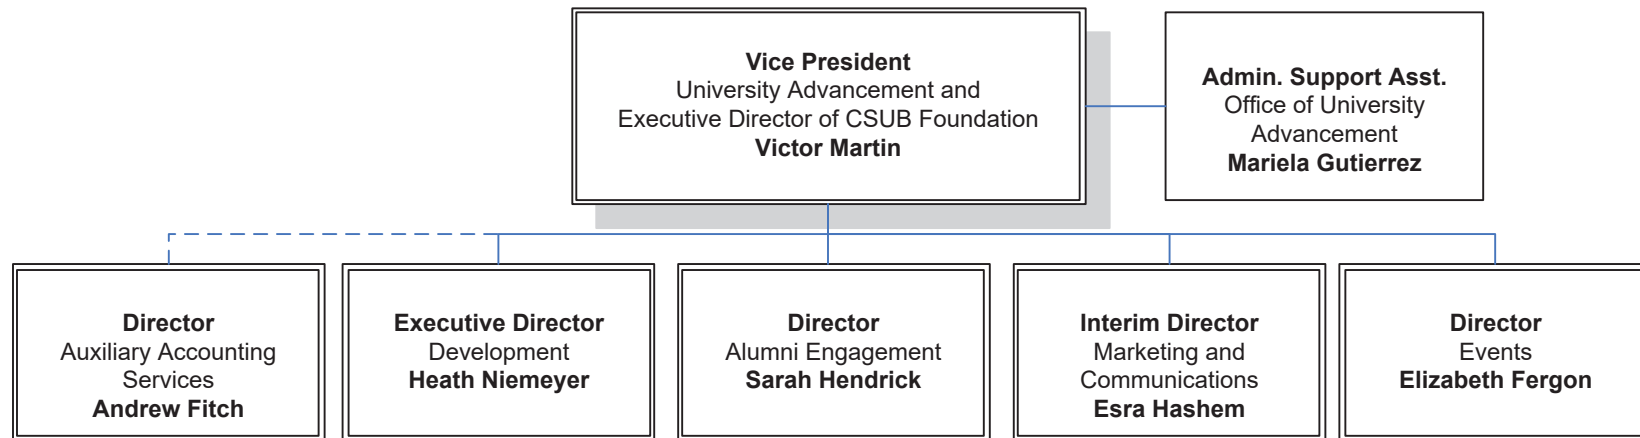 Vice President
University Advancement and
Executive Director of CSUB Foundation
Victor Martin
Admin. Support Asst.
Office of University
Advancement
Mariela Gutierrez
Director
Auxiliary Accounting
Services
Andrew Fitch
Executive Director
Development
Heath Niemeyer
Director
Alumni Engagement
Sarah Hendrick
Interim Director
Marketing and
Communications
Esra Hashem
Director
Events
Elizabeth Fergon